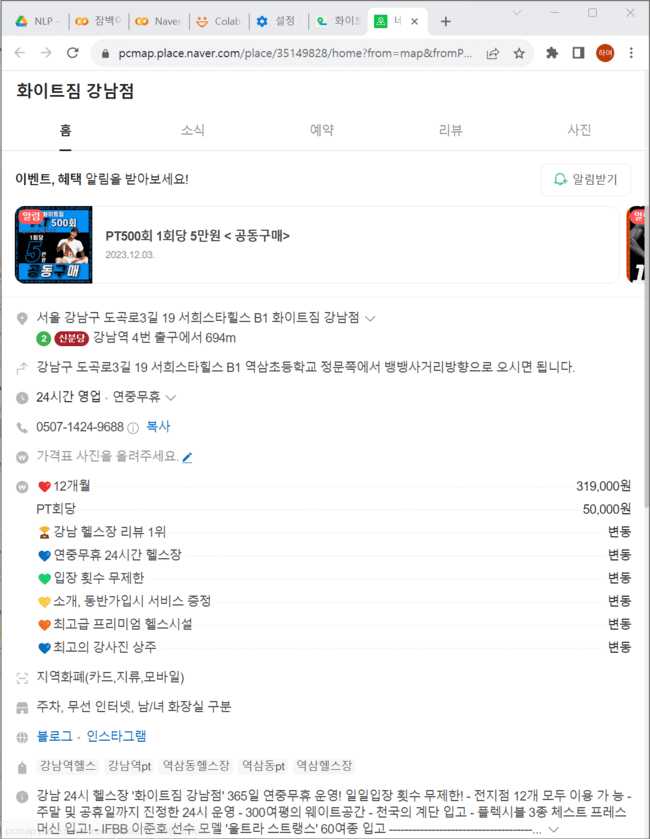 NLP -
잠백이
Naver
Colab
설정 -
화이트
네
pcmap.place.naver.com/place/35149828/home?from=map&fromP...
하여
화이트짐 강남점
홈 소식 예약 리뷰 사진
이벤트, 혜택 알림을 받아보세요! 알림받기
알림
500회
1회당
5만원
공동구매
PT500회 1회당 5만원 < 공동구매>
2023.12.03.
서울 강남구 도곡로3길 19 서희스타힐스 B1 화이트짐 강남점
2 신분당 강남역 4번 출구에서 694m
강남구 도곡로3길 19 서희스타힐스 B1 역삼초등학교 정문쪽에서 뱅뱅사거리방향으로 오시면 됩니다.
24시간 영업 · 연중무휴
0507-1424-9688 복사
가격표 사진을 올려주세요.
12개월 319,000원
PT회당 50,000원
강남 헬스장 리뷰 1위 변동
연중무휴 24시간 헬스장 변동
입장 횟수 무제한 변동
소개, 동반가입시 서비스 증정 변동
최고급 프리미엄 헬스시설 변동
최고의 강사진 상주 변동
지역화폐(카드,지류,모바일)
주차, 무선 인터넷, 남/녀 화장실 구분
블로그 · 인스타그램
강남역헬스 강남역pt 역삼동헬스장 역삼동pt 역삼헬스장
강남 24시 헬스장 '화이트짐 강남점' 365일 연중무휴 운영! 일일입장 횟수 무제한! - 전지점 12개 모두 이용 가 능 -
주말 및 공휴일까지 진정한 24시 운영 - 300여평의 웨이트공간 - 천국의 계단 입고 - 플렉시블 3종 체스트 프레스
머신 입고! - IFBB 이준호 선수 모델 '울트라 스트랭스' 60여종 입고 -----------------------------------...